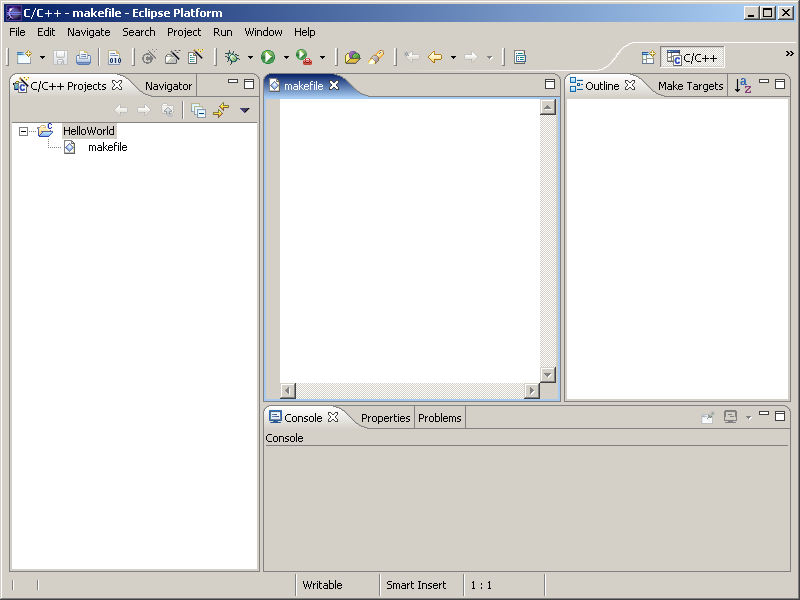 C/C++ - makefile - Eclipse Platform
File Edit Navigate Search Project Run Window Help
010
C/C++
»
C/C++ Projects Navigator
makefile
Outline Make Targets
HelloWorld
makefile
Console Properties Problems
Console
Writable Smart Insert 1 : 1